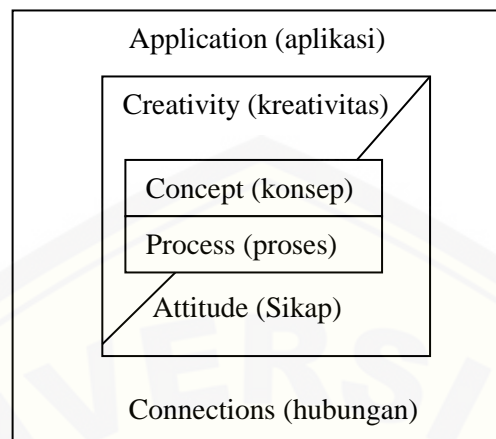 Application (aplikasi)
Creativity (kreativitas)
Concept (konsep)
Process (proses)
Attitude (Sikap)
Connections (hubungan)